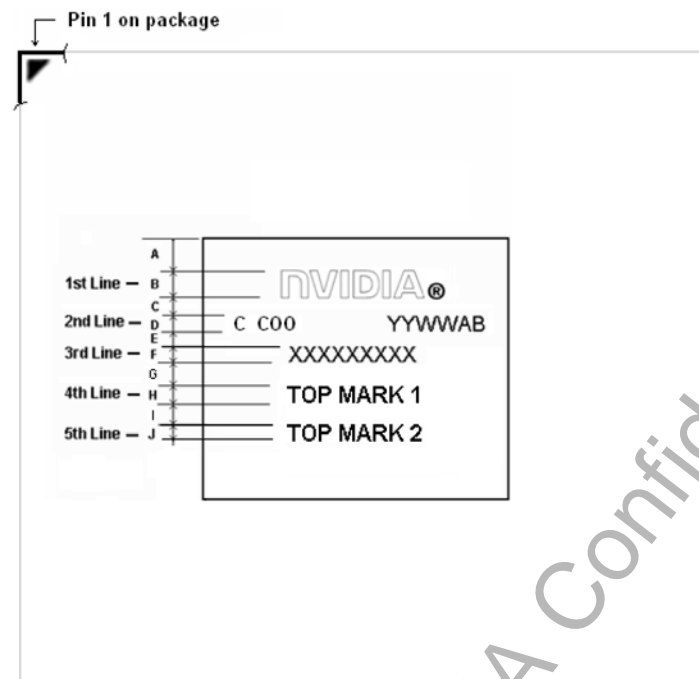 Pin 1 on package
A
1st Line – B NVIDIA®
C
2nd Line – D C COO YYWWAB
E
3rd Line – F XXXXXXXXX
G
4th Line – H TOP MARK 1
I
5th Line – J TOP MARK 2
A Confid